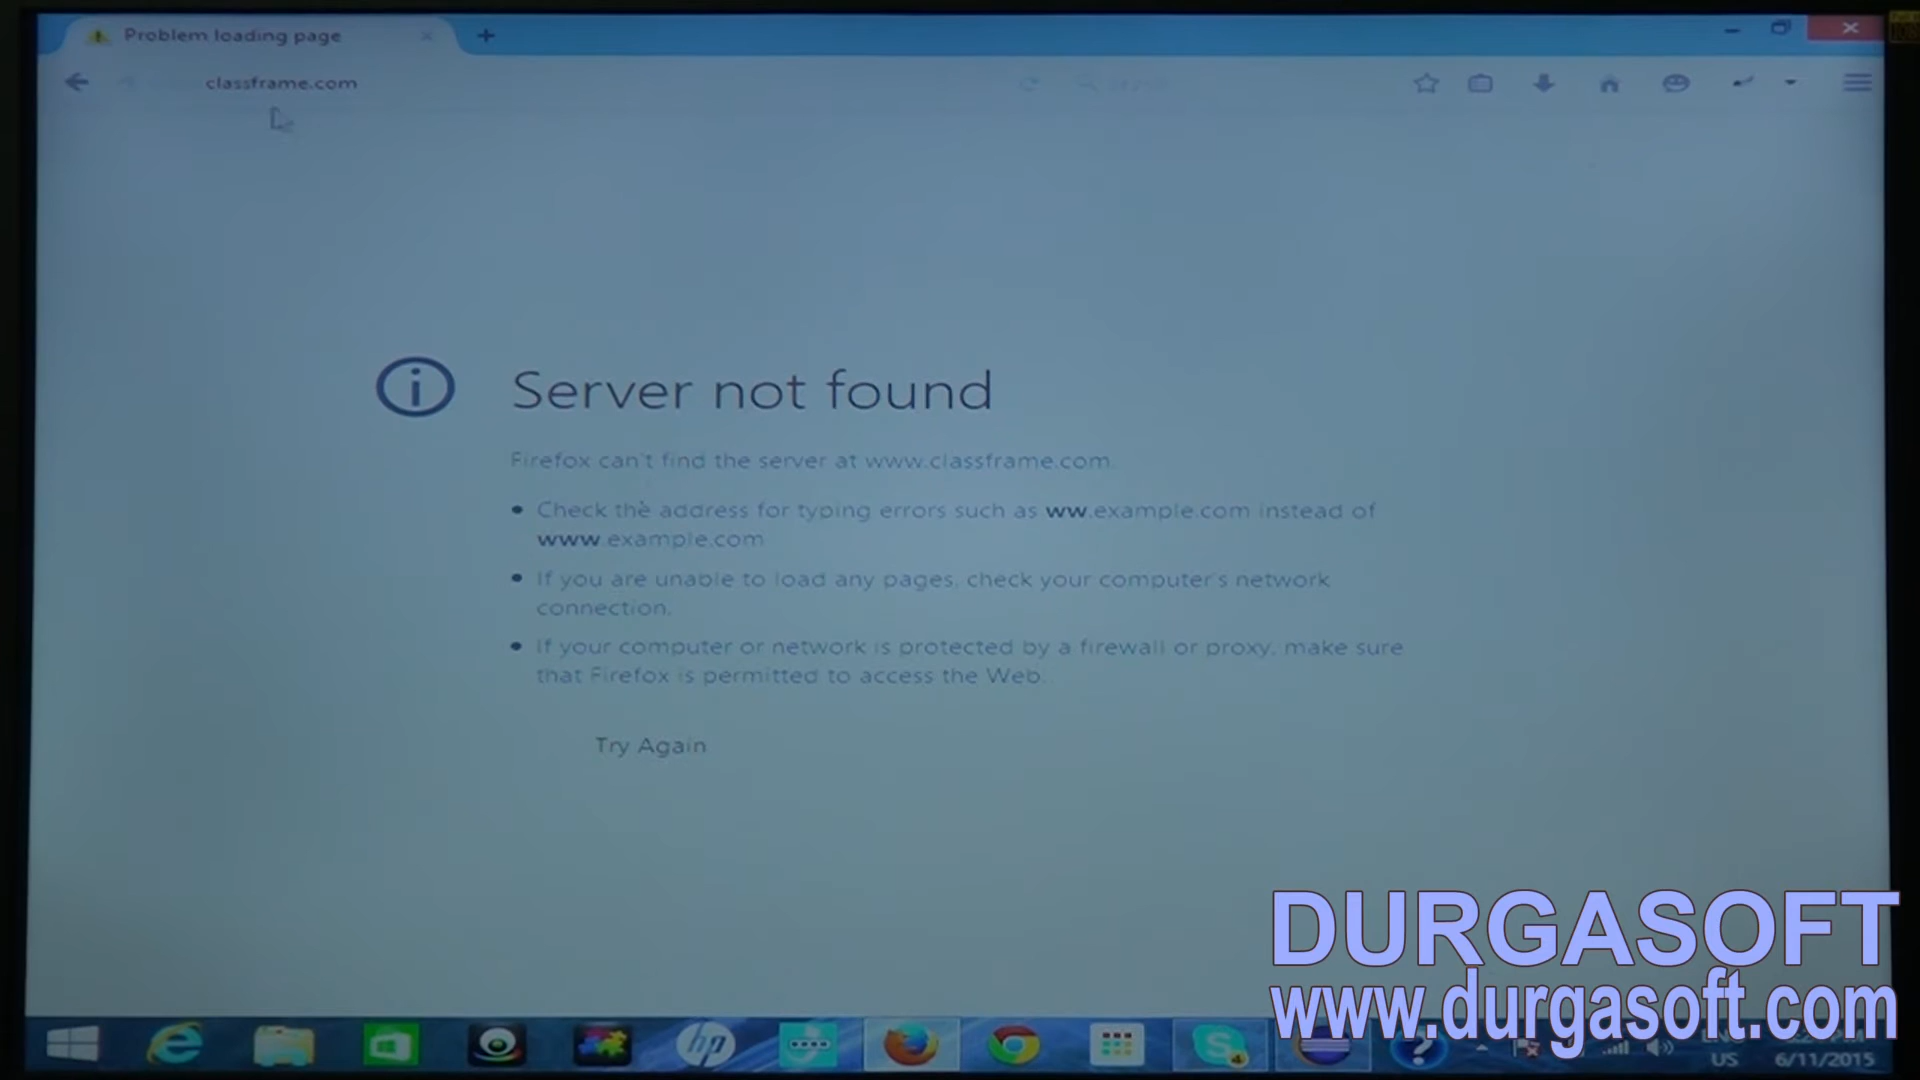 Problem loading page
classframe.com
Server not found
Firefox can't find the server at www.classframe.com.
Check the address for typing errors such as ww.example.com instead of
www.example.com
If you are unable to load any pages, check your computer's network
connection.
If your computer or network is protected by a firewall or proxy, make sure
that Firefox is permitted to access the Web.
Try Again
DURGASOFT
www.durgasoft.com
hp
4
US
6/11/2015